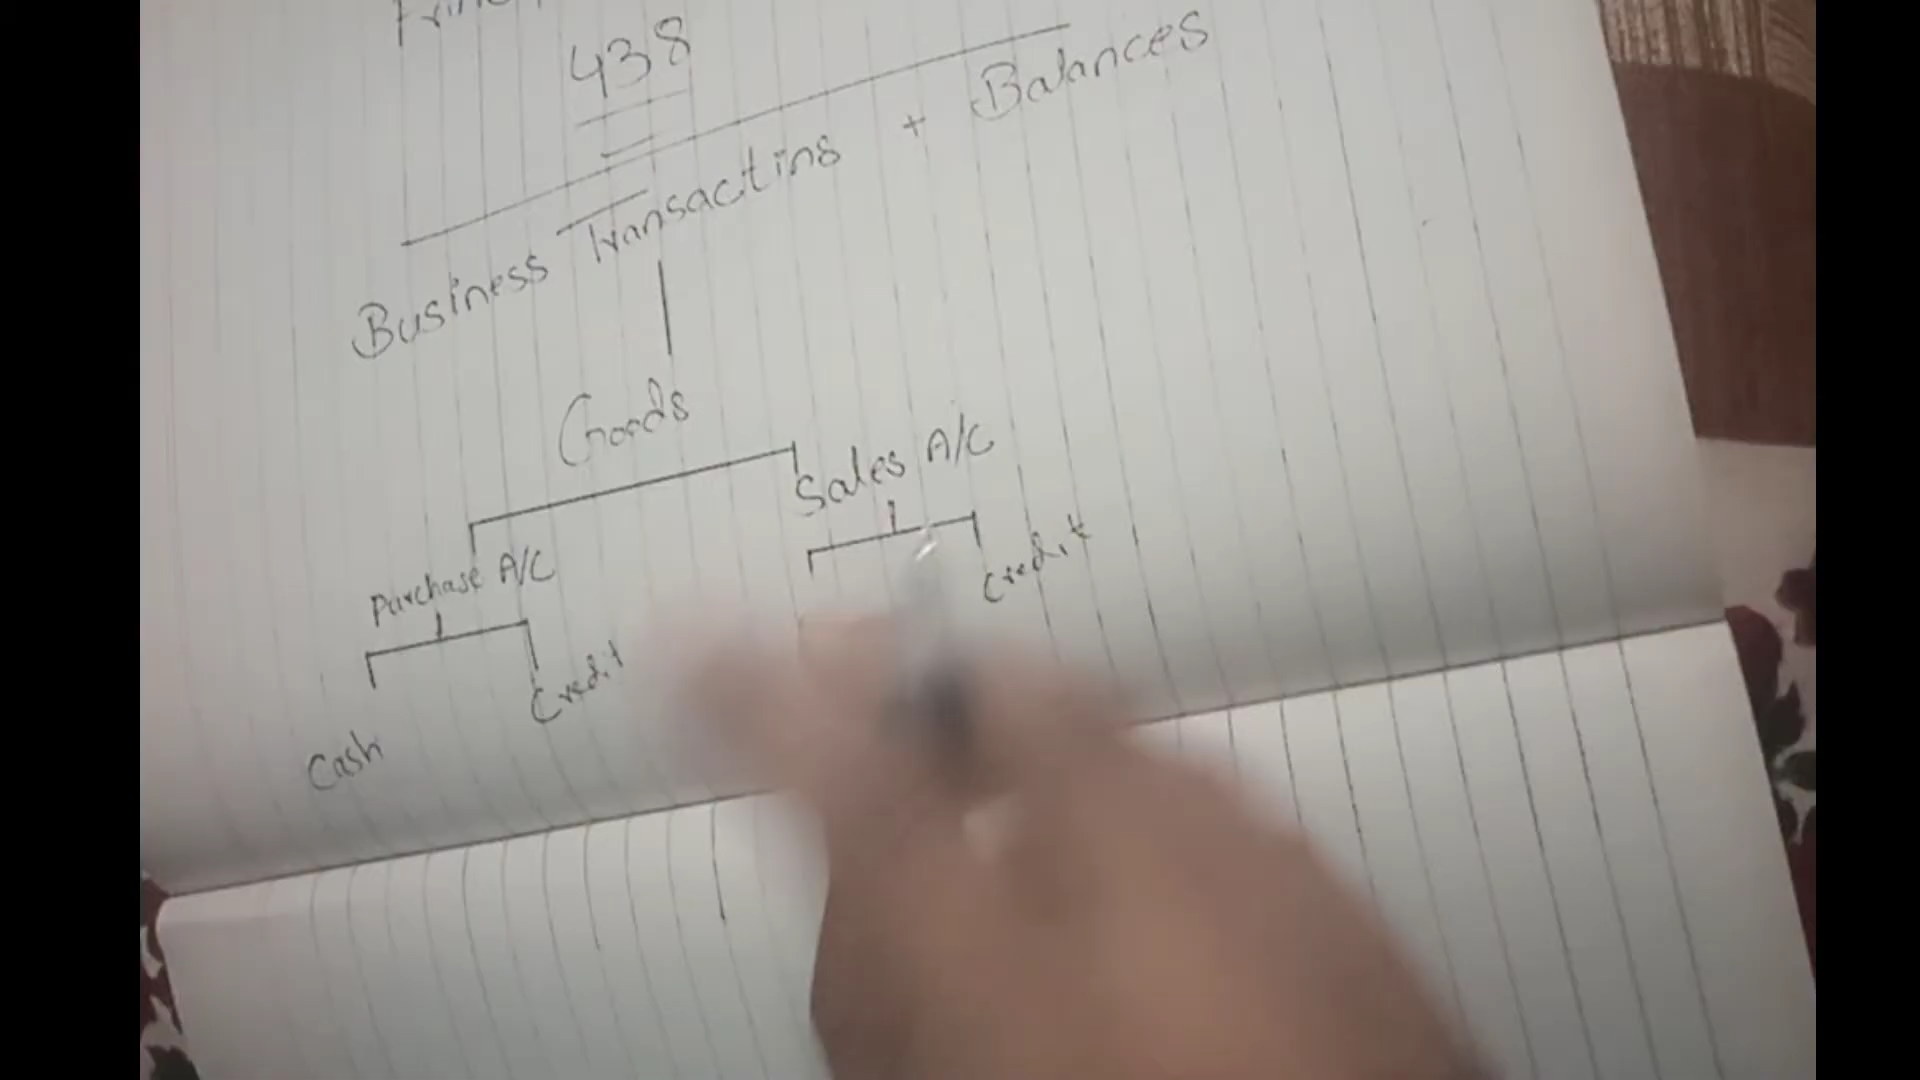 438
Business Transactins + Balances
Goods
Purchase A/C
Sales A/C
Cash
Credit
Credit